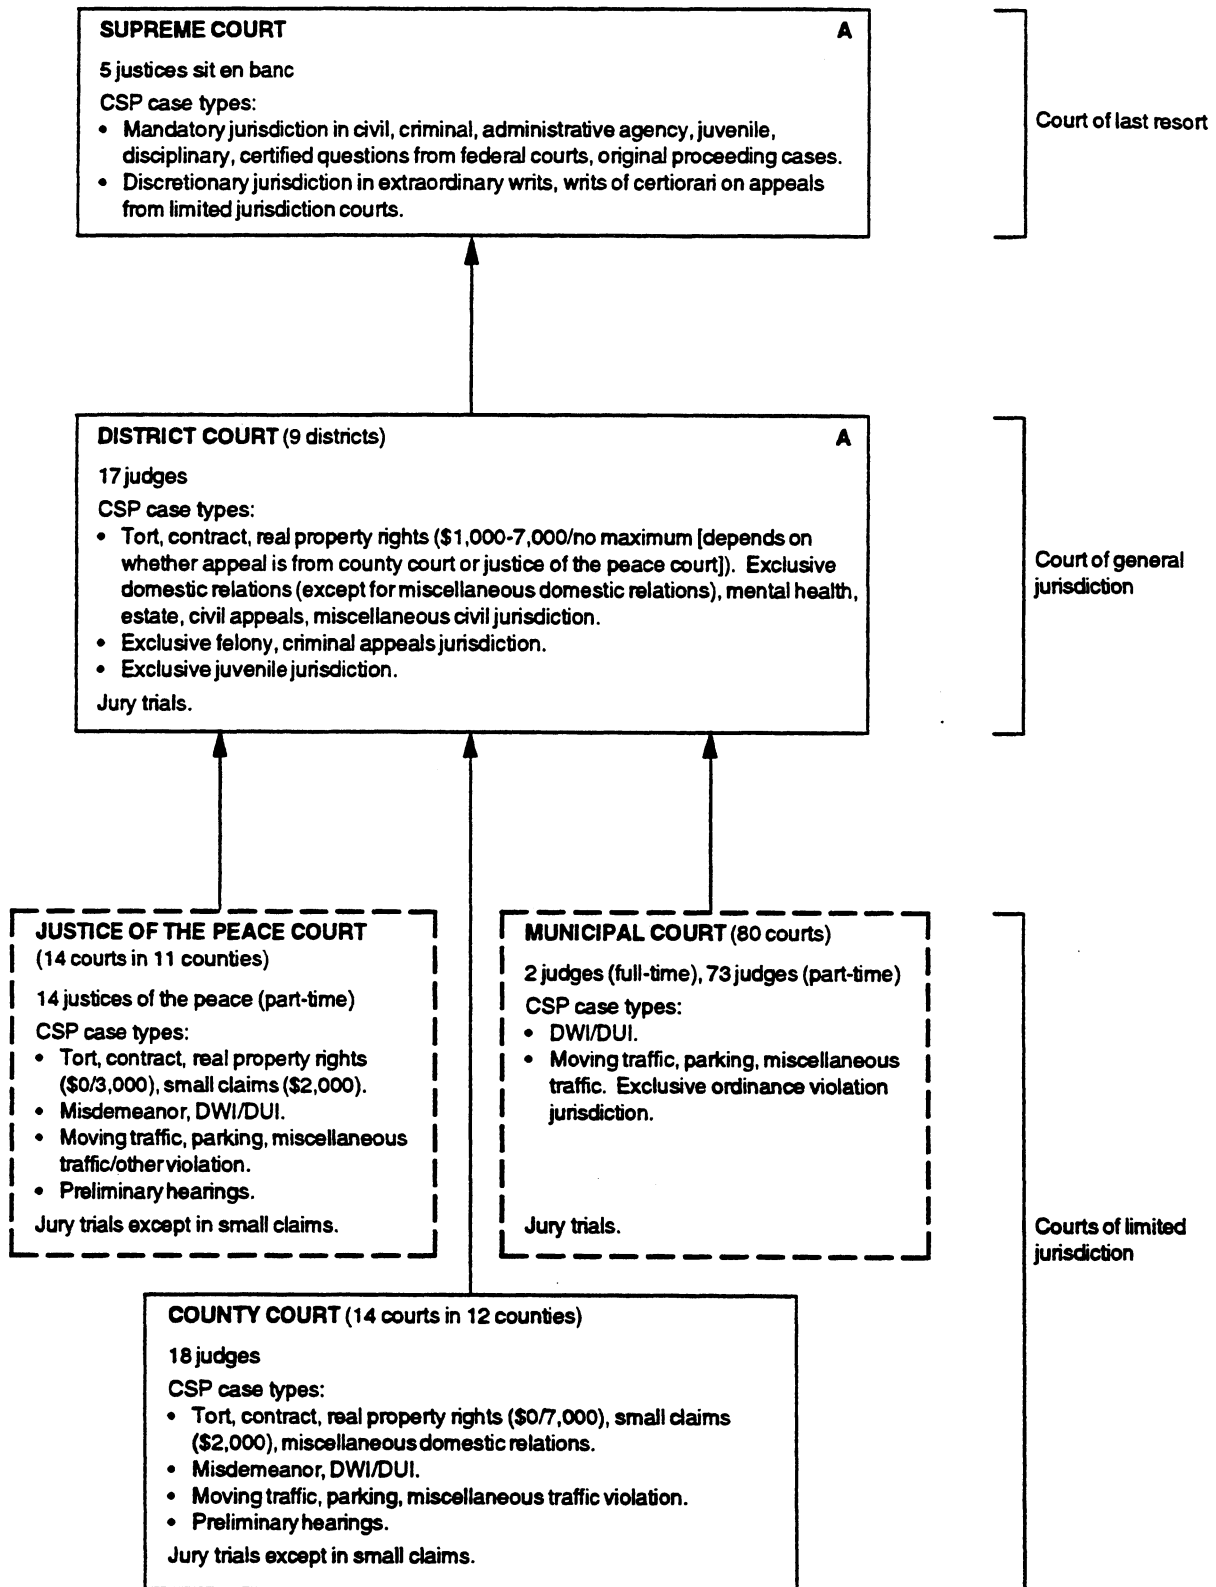 SUPREME COURT A
5 justices sit en banc
CSP case types:
• Mandatory jurisdiction in civil, criminal, administrative agency, juvenile,
disciplinary, certified questions from federal courts, original proceeding cases.
• Discretionary jurisdiction in extraordinary writs, writs of certiorari on appeals
from limited jurisdiction courts.
Court of last resort
DISTRICT COURT (9 districts) A
17 judges
CSP case types:
• Tort, contract, real property rights ($1,000-7,000/no maximum [depends on
whether appeal is from county court or justice of the peace court]). Exclusive
domestic relations (except for miscellaneous domestic relations), mental health,
estate, civil appeals, miscellaneous civil jurisdiction.
• Exclusive felony, criminal appeals jurisdiction.
• Exclusive juvenile jurisdiction.
Jury trials.
Court of general
jurisdiction
JUSTICE OF THE PEACE COURT
(14 courts in 11 counties)
14 justices of the peace (part-time)
CSP case types:
• Tort, contract, real property rights
($0/3,000), small claims ($2,000).
• Misdemeanor, DWI/DUI.
• Moving traffic, parking, miscellaneous
traffic/other violation.
• Preliminary hearings.
Jury trials except in small claims.
MUNICIPAL COURT (80 courts)
2 judges (full-time), 73 judges (part-time)
CSP case types:
• DWI/DUI.
• Moving traffic, parking, miscellaneous
traffic. Exclusive ordinance violation
jurisdiction.
Jury trials.
Courts of limited
jurisdiction
COUNTY COURT (14 courts in 12 counties)
18 judges
CSP case types:
• Tort, contract, real property rights ($0/7,000), small claims
($2,000), miscellaneous domestic relations.
• Misdemeanor, DWI/DUI.
• Moving traffic, parking, miscellaneous traffic violation.
• Preliminary hearings.
Jury trials except in small claims.